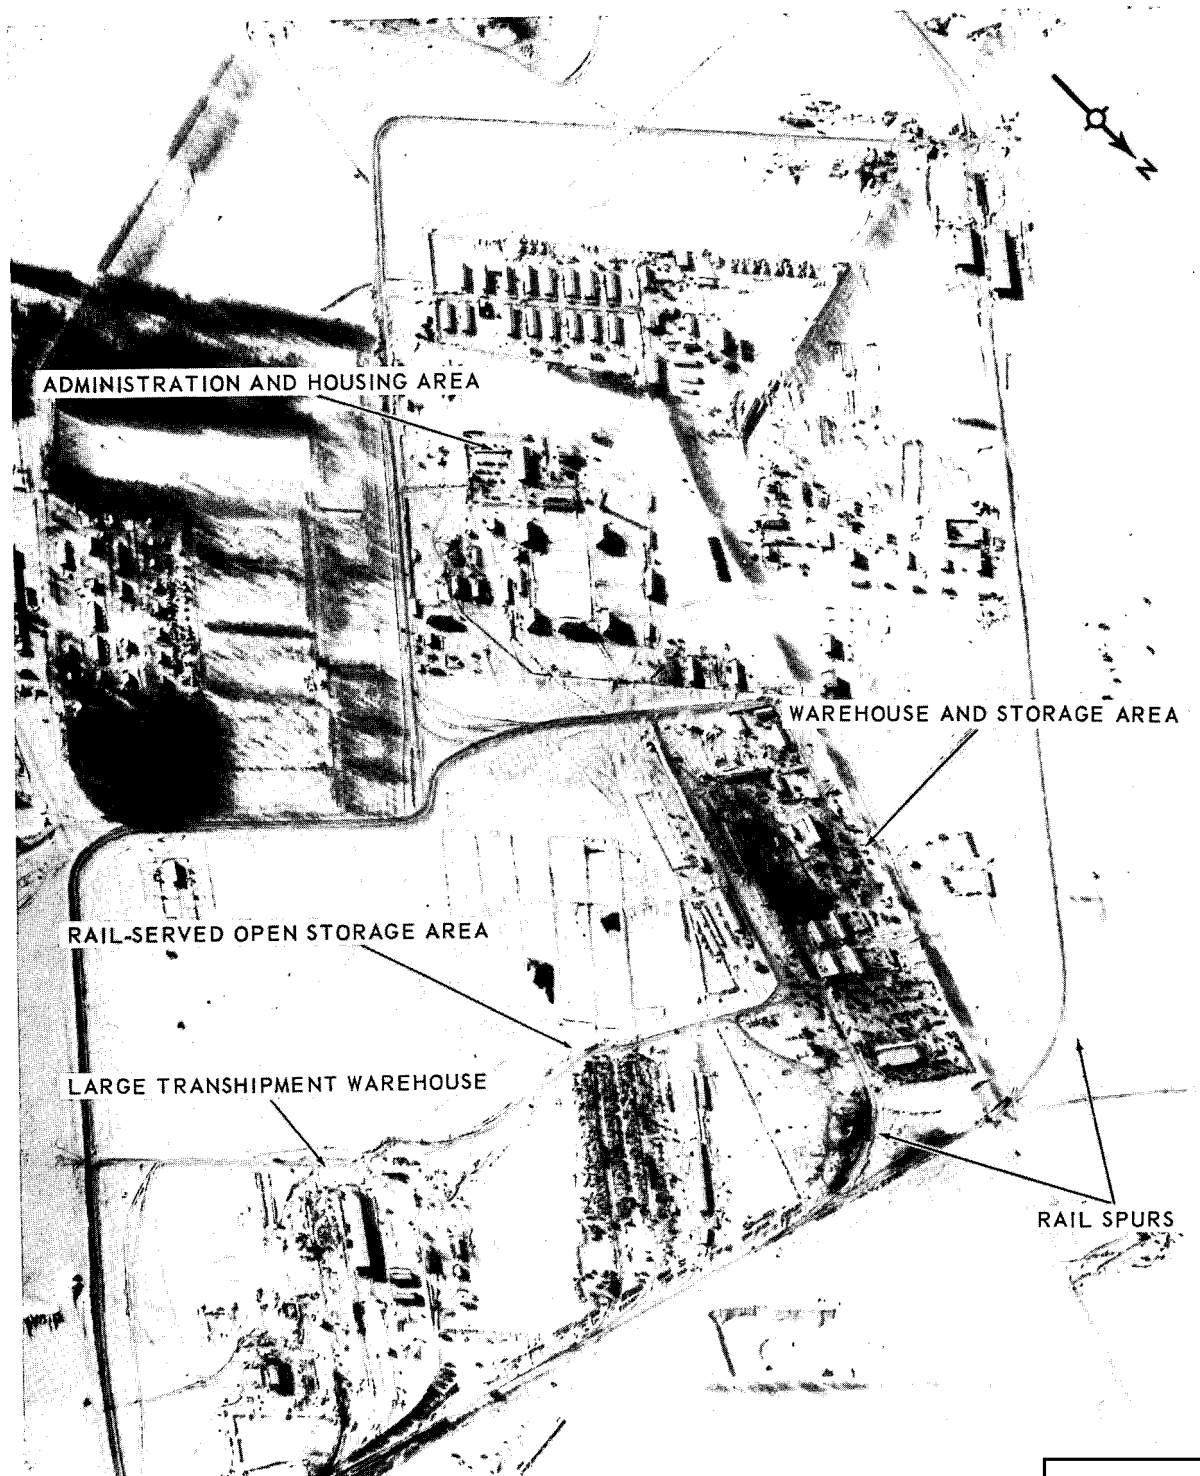 N
ADMINISTRATION AND HOUSING AREA
WAREHOUSE AND STORAGE AREA
RAIL-SERVED OPEN STORAGE AREA
LARGE TRANSHIPMENT WAREHOUSE
RAIL SPURS